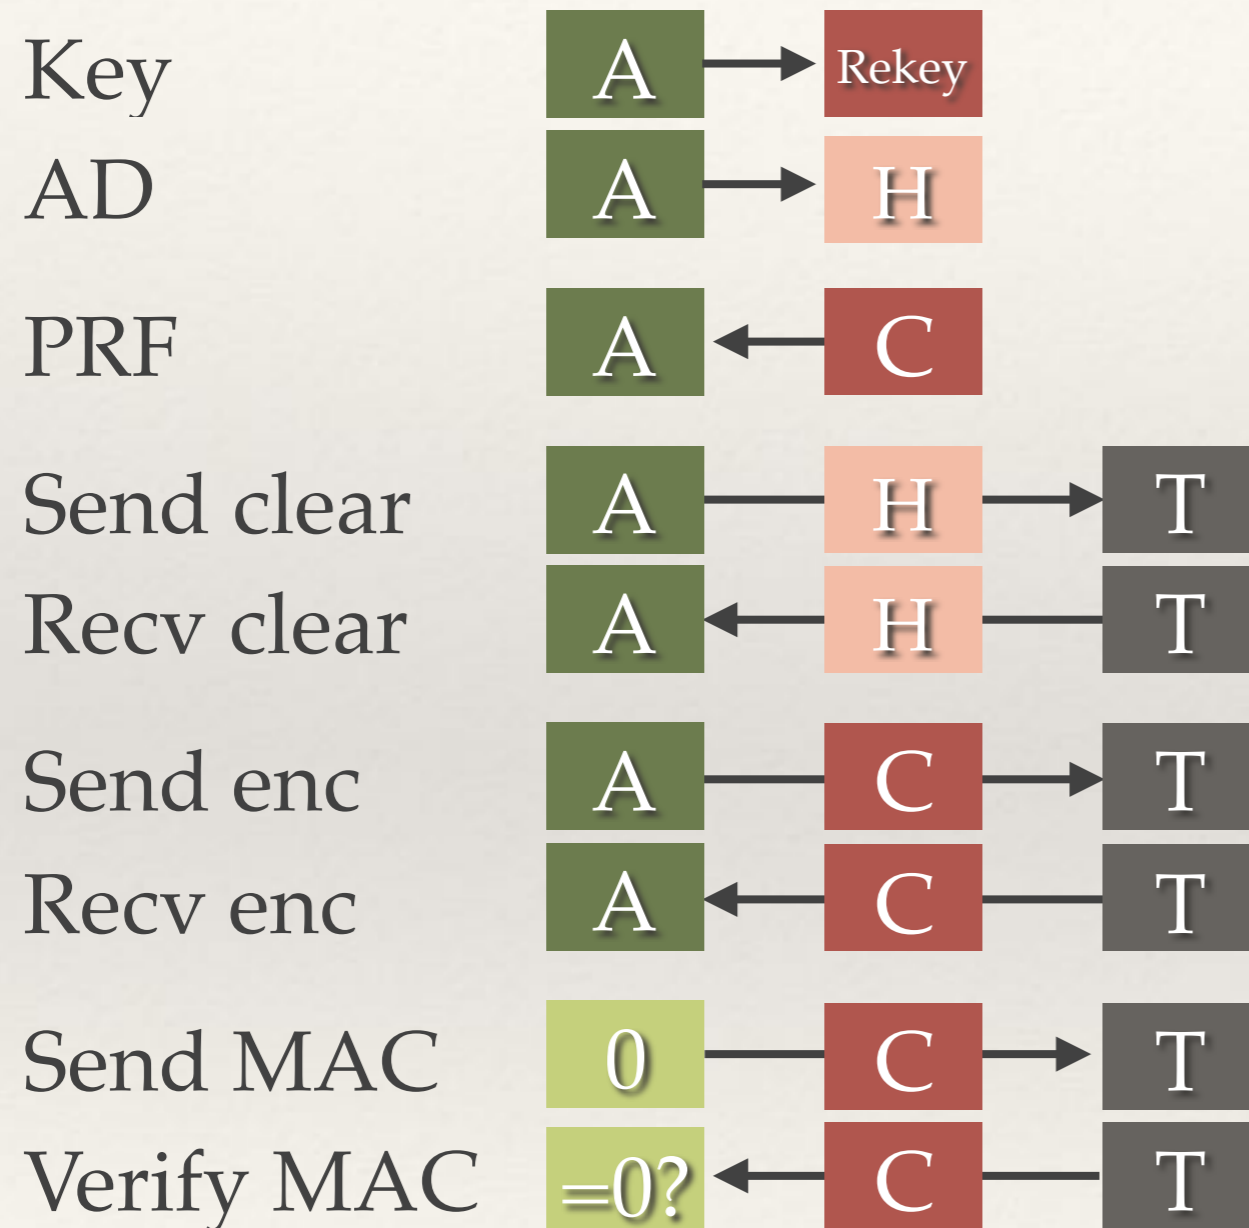 Key A Rekey
AD A H
PRF A C
Send clear A H T
Recv clear A H T
Send enc A C T
Recv enc A C T
Send MAC 0 C T
Verify MAC =0? C T